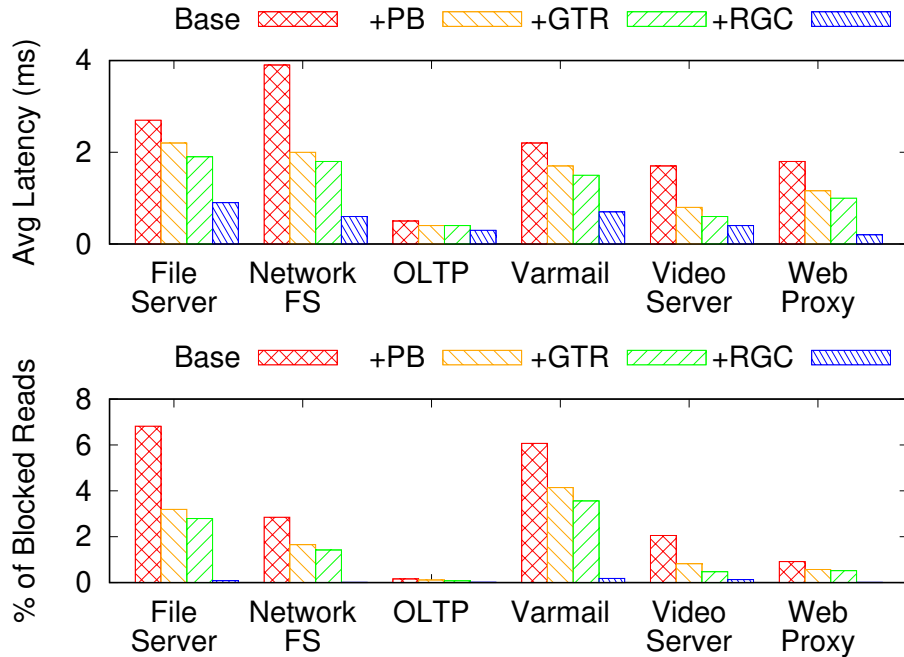 Base +PB +GTR +RGC
Avg Latency (ms)
4
2
0
File Server
Network FS
OLTP
Varmail
Video Server
Web Proxy
Base +PB +GTR +RGC
% of Blocked Reads
8
6
4
2
0
File Server
Network FS
OLTP
Varmail
Video Server
Web Proxy